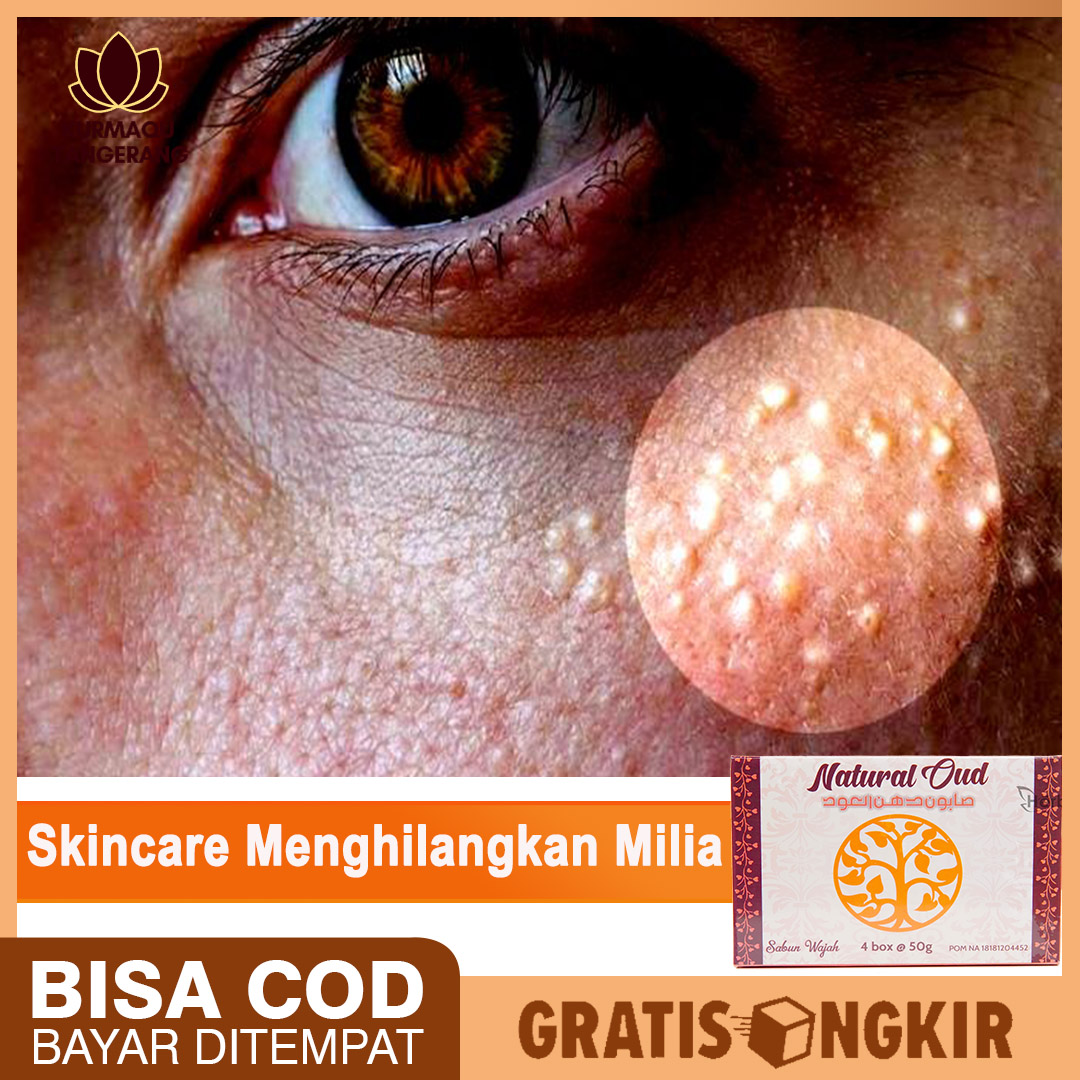 Natural Oud
صابون دهن العود
Skincare Menghilangkan Milia
Sabun Wajah
4 box @ 50g
POM NA 18181204452
BISA COD
BAYAR DITEMPAT
GRATIS ONGKIR